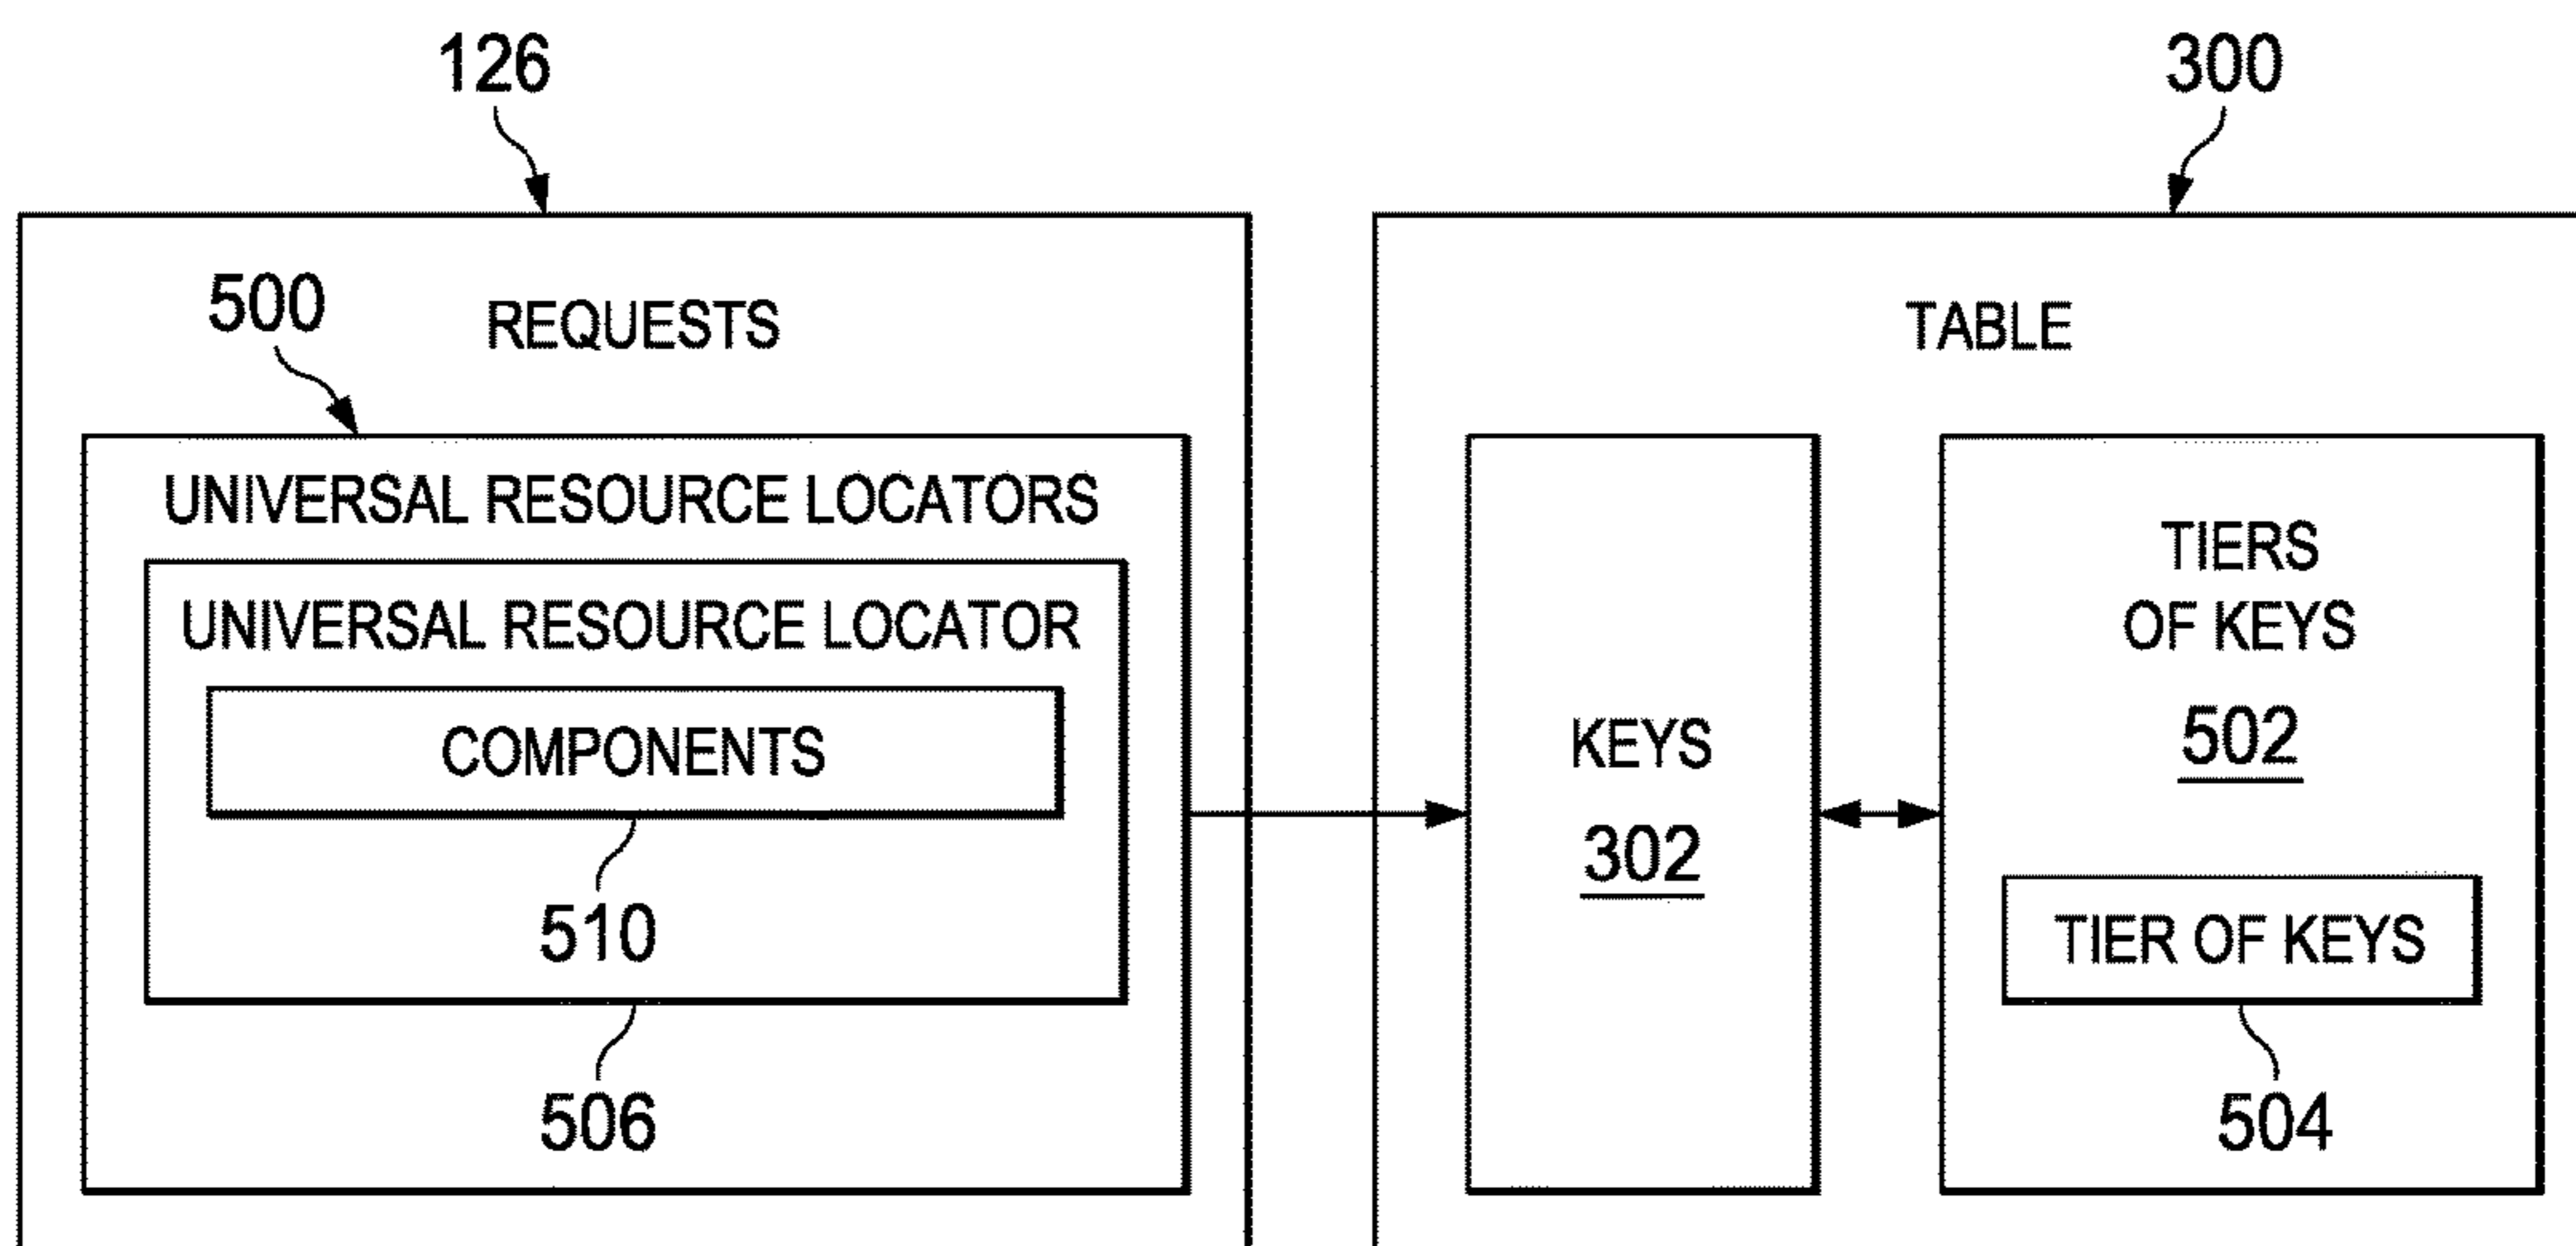 126
300
500
REQUESTS
TABLE
UNIVERSAL RESOURCE LOCATORS
UNIVERSAL RESOURCE LOCATOR
COMPONENTS
510
506
KEYS
302
TIERS
OF KEYS
502
TIER OF KEYS
504